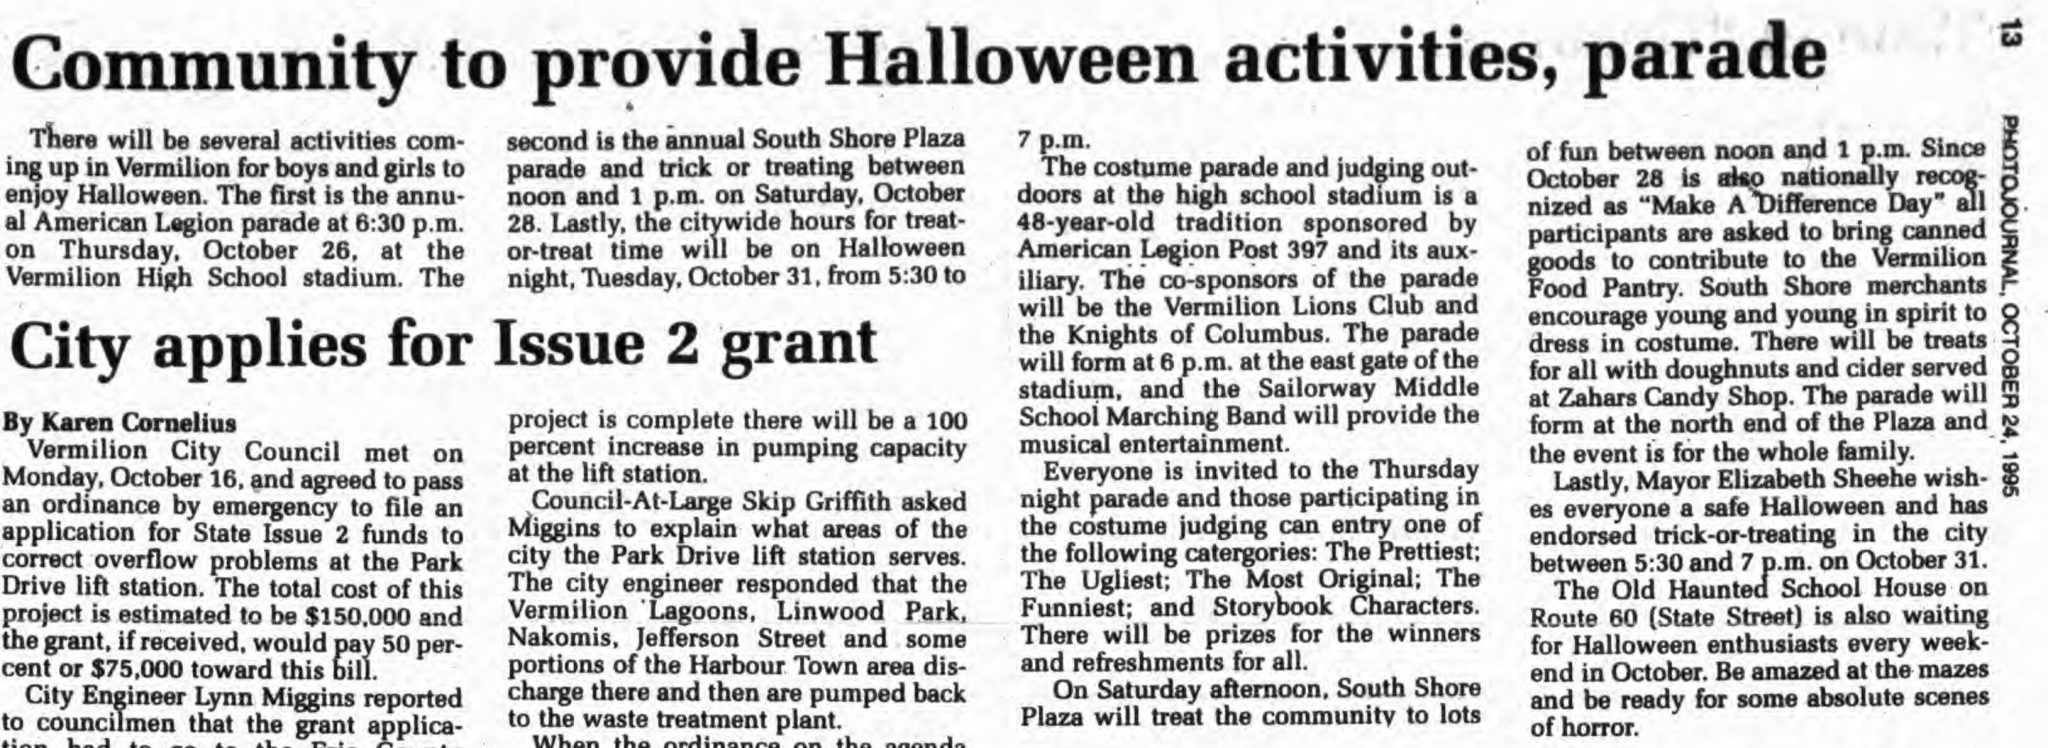 Community to provide Halloween activities, parade
There will be several activities com-
ing up in Vermilion for boys and girls to
enjoy Halloween. The first is the annu-
al American Legion parade at 6:30 p.m.
on Thursday, October 26, at the
Vermilion High School stadium. The
second is the annual South Shore Plaza
parade and trick or treating between
noon and 1 p.m. on Saturday, October
28. Lastly, the citywide hours for treat-
or-treat time will be on Halloween
night, Tuesday, October 31, from 5:30 to
7 p.m.
The costume parade and judging out-
doors at the high school stadium is a
48-year-old tradition sponsored by
American Legion Post 397 and its aux-
iliary. The co-sponsors of the parade
will be the Vermilion Lions Club and
the Knights of Columbus. The parade
will form at 6 p.m. at the east gate of the
stadium, and the Sailorway Middle
School Marching Band will provide the
musical entertainment.
Everyone is invited to the Thursday
night parade and those participating in
the costume judging can entry one of
the following catergories: The Prettiest;
The Ugliest; The Most Original; The
Funniest; and Storybook Characters.
There will be prizes for the winners
and refreshments for all.
On Saturday afternoon, South Shore
Plaza will treat the community to lots
of fun between noon and 1 p.m. Since
October 28 is also nationally recog-
nized as "Make A Difference Day" all
participants are asked to bring canned
goods to contribute to the Vermilion
Food Pantry. South Shore merchants
encourage young and young in spirit to
dress in costume. There will be treats
for all with doughnuts and cider served
at Zahars Candy Shop. The parade will
form at the north end of the Plaza and
the event is for the whole family.
Lastly, Mayor Elizabeth Sheehe wish-
es everyone a safe Halloween and has
endorsed trick-or-treating in the city
between 5:30 and 7 p.m. on October 31.
The Old Haunted School House on
Route 60 (State Street) is also waiting
for Halloween enthusiasts every week-
end in October. Be amazed at the mazes
and be ready for some absolute scenes
of horror.
City applies for Issue 2 grant
By Karen Cornelius
Vermilion City Council met on
Monday, October 16, and agreed to pass
an ordinance by emergency to file an
application for State Issue 2 funds to
correct overflow problems at the Park
Drive lift station. The total cost of this
project is estimated to be $150,000 and
the grant, if received, would pay 50 per-
cent or $75,000 toward this bill.
City Engineer Lynn Miggins reported
to councilmen that the grant applica-
tion had to go to the Erie County
project is complete there will be a 100
percent increase in pumping capacity
at the lift station.
Council-At-Large Skip Griffith asked
Miggins to explain what areas of the
city the Park Drive lift station serves.
The city engineer responded that the
Vermilion Lagoons, Linwood Park,
Nakomis, Jefferson Street and some
portions of the Harbour Town area dis-
charge there and then are pumped back
to the waste treatment plant.
When the ordinance on the agenda
13 PHOTOJOURNAL, OCTOBER 24, 1995